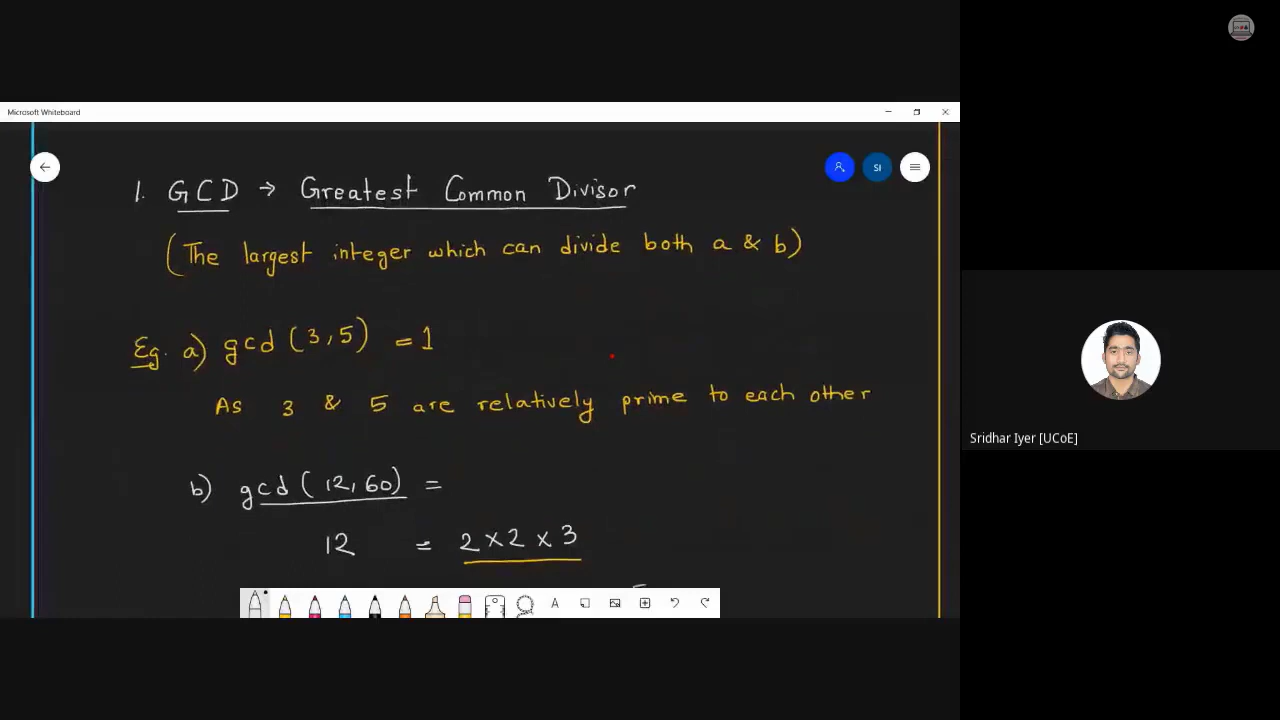 Microsoft Whiteboard
SI
1. GCD → Greatest Common Divisor
(The largest integer which can divide both a & b)
Eg. a) gcd (3,5) = 1
As 3 & 5 are relatively prime to each other
b) gcd (12,60) =
12 = 2 × 2 × 3
A
Sridhar Iyer [UCoE]